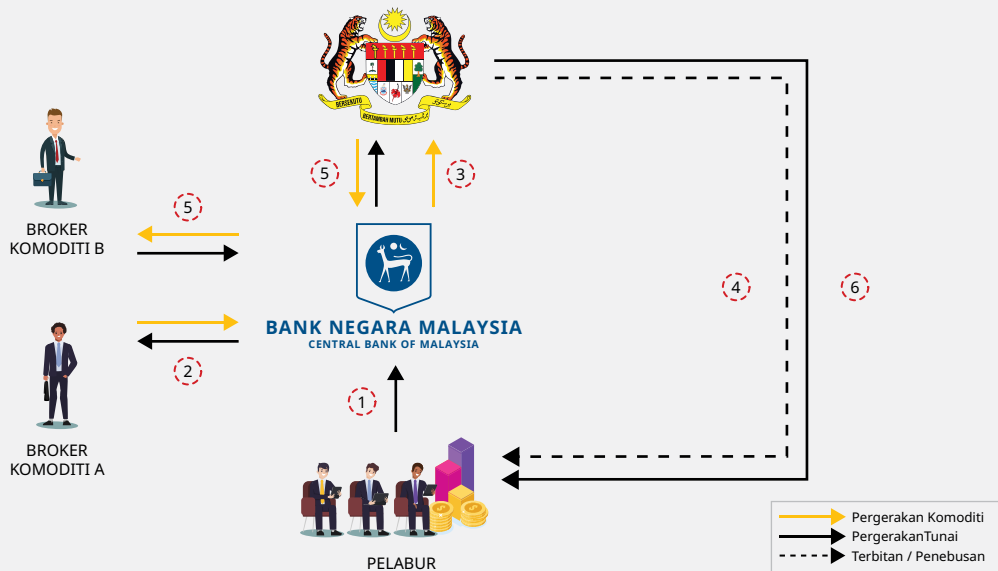 BERSEKUTU
BERTAMBAH MUTU
5
3
5
BROKER
KOMODITI B
4
6
BANK NEGARA MALAYSIA
CENTRAL BANK OF MALAYSIA
2
1
BROKER
KOMODITI A
PELABUR
Pergerakan Komoditi
PergerakanTunai
Terbitan / Penebusan